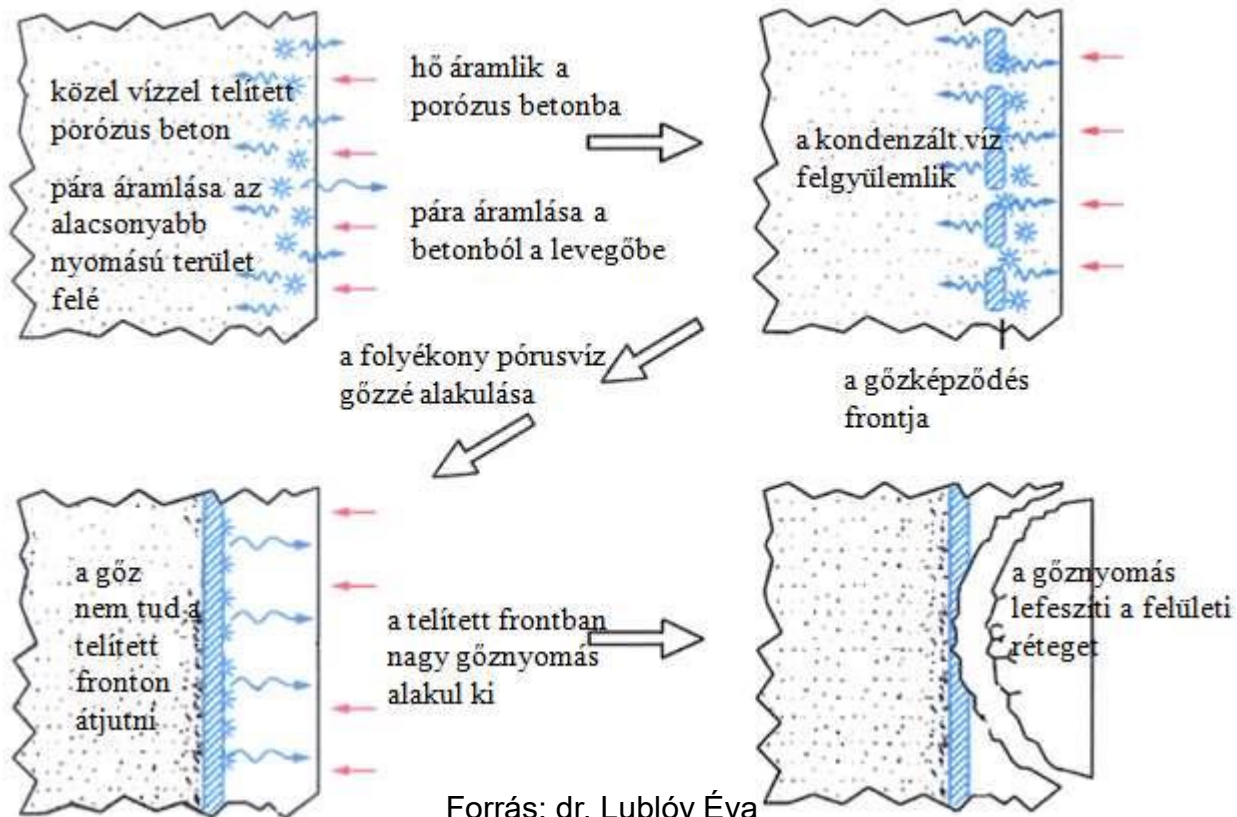 közel vízzel telített
porózus beton
pára áramlása az
alacsonyabb
nyomású terület
felé
hő áramlik a
porózus betonba
pára áramlása a
betonból a levegőbe
a kondenzált víz
felgyülemlik
a gőzképződés
frontja
a folyékony pórusvíz
gőzzé alakulása
a gőz
nem tud a
telített
fronton
átjutni
a telített frontban
nagy gőznyomás
alakul ki
a gőznyomás
lefeszíti a felületi
réteget
Forrás: dr. Lublóy Éva